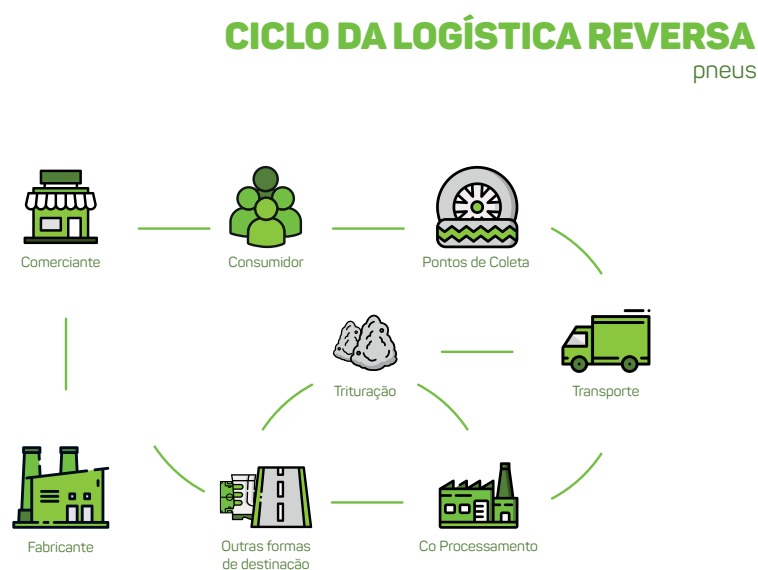 CICLO DA LOGÍSTICA REVERSA
pneus
Comerciante
Consumidor
Pontos de Coleta
Trituração
Transporte
Fabricante
Outras formas
de destinação
Co Processamento